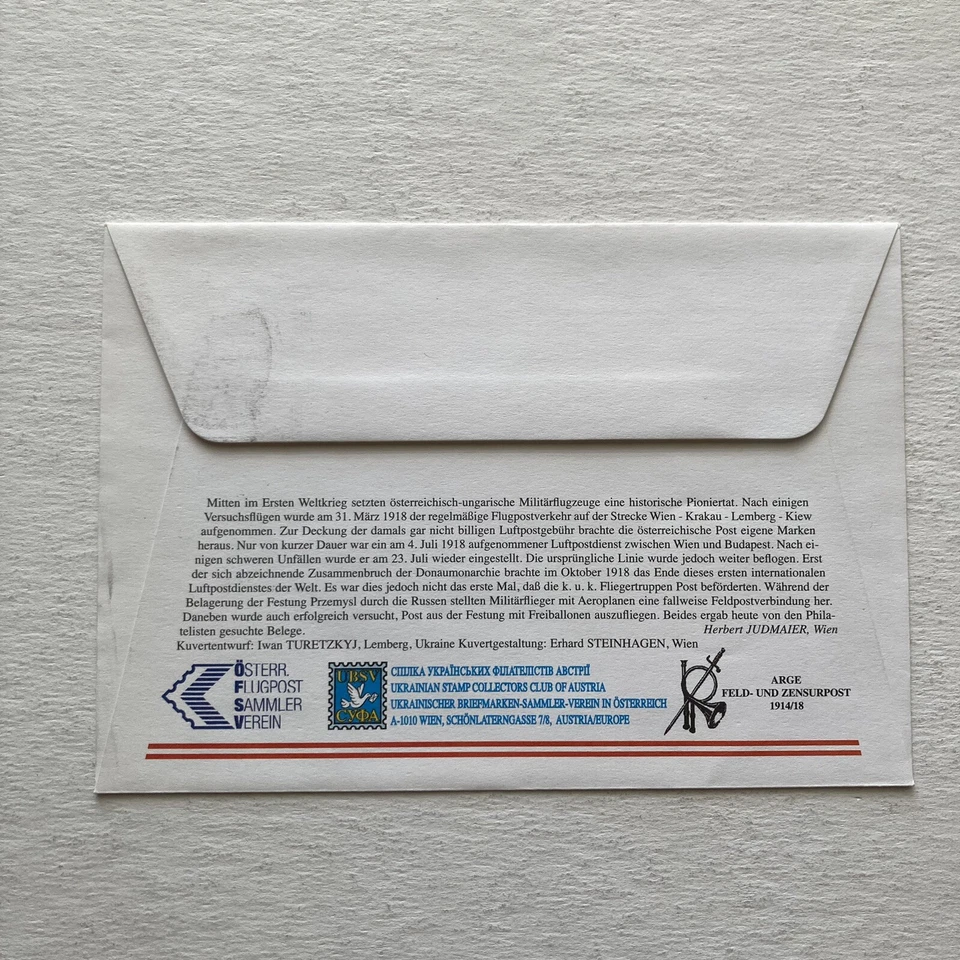 Mitten im Ersten Weltkrieg setzten österreichisch-ungarische Militärflugzeuge eine historische Pioniertat. Nach einigen
Versuchsflügen wurde am 31. März 1918 der regelmäßige Flugpostverkehr auf der Strecke Wien - Krakau - Lemberg - Kiew
aufgenommen. Zur Deckung der damals gar nicht billigen Luftpostgebühr brachte die österreichische Post eigene Marken
heraus. Nur von kurzer Dauer war ein am 4. Juli 1918 aufgenommener Luftpostdienst zwischen Wien und Budapest. Nach ei-
nigen schweren Unfällen wurde er am 23. Juli wieder eingestellt. Die ursprüngliche Linie wurde jedoch weiter beflogen. Erst
der sich abzeichnende Zusammenbruch der Donaumonarchie brachte im Oktober 1918 das Ende dieses ersten internationalen
Luftpostdienstes der Welt. Es war dies jedoch nicht das erste Mal, daß die k. u. k. Fliegertruppen Post beförderten. Während der
Belagerung der Festung Przemysl durch die Russen stellten Militärflieger mit Aeroplanen eine fallweise Feldpostverbindung her.
Daneben wurde auch erfolgreich versucht, Post aus der Festung mit Freiballonen auszufliegen. Beides ergab heute von den Phila-
telisten gesuchte Belege. Herbert JUDMAIER, Wien
Kuvertentwurf: Iwan TURETZKYJ, Lemberg, Ukraine Kuvertgestaltung: Erhard STEINHAGEN, Wien
ÖSTERR.
FLUGPOST
SAMMLER
VEREIN
UBSV
СУФА
СПІЛКА УКРАЇНСЬКИХ ФІЛАТЕЛІСТІВ АВСТРІЇ
UKRAINIAN STAMP COLLECTORS CLUB OF AUSTRIA
UKRAINISCHER BRIEFMARKEN-SAMMLER-VEREIN IN ÖSTERREICH
A-1010 WIEN, SCHÖNLATERNGASSE 7/8, AUSTRIA/EUROPE
ARGE
FELD- UND ZENSURPOST
1914/18